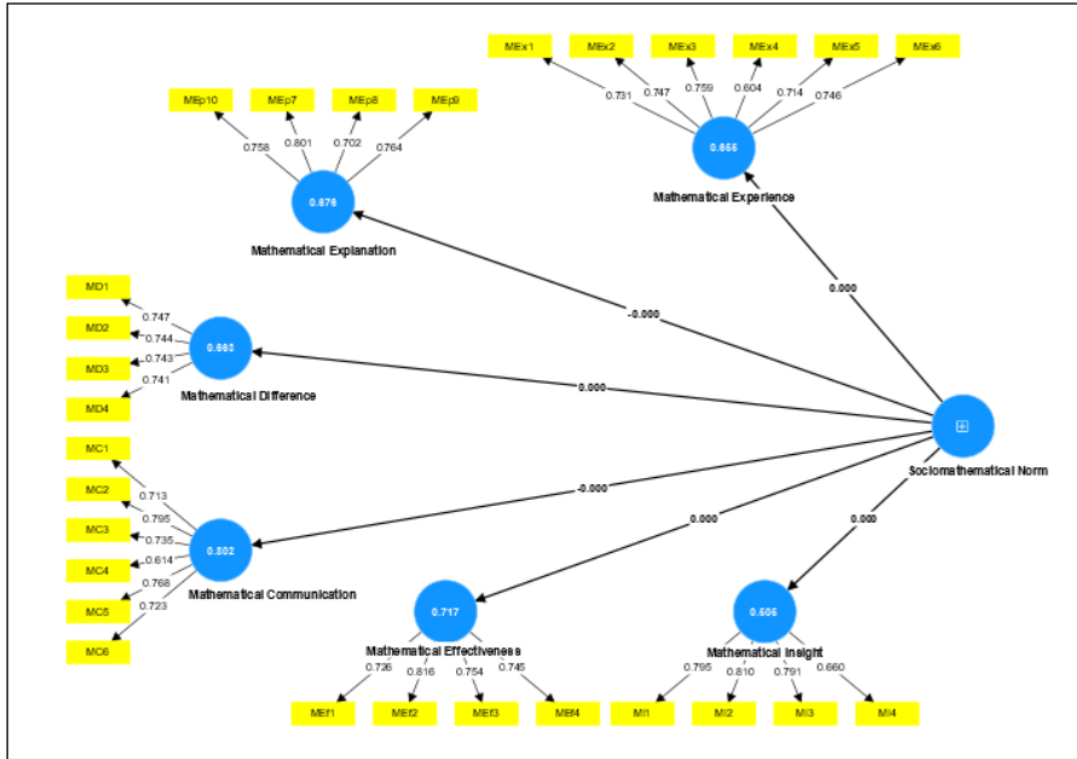 MEx1 MEx2 MEx3 MEx4 MEx5 MEx6
0.731 0.747 0.759 0.604 0.714 0.746
0.655
Mathematical Experience
MEp10 MEp7 MEp8 MEp9
0.758 0.801 0.702 0.764
0.676
Mathematical Explanation
0.000
-0.000
MD1
MD2
MD3
MD4
0.747
0.744
0.743
0.741
0.663
Mathematical Difference
0.000
Sociomathematical Norm
MC1
MC2
MC3
MC4
MC5
MC6
0.713
0.795
0.735
0.614
0.768
0.723
0.802
Mathematical Communication
-0.000
0.000
0.000
0.717
Mathematical Effectiveness
0.726 0.816 0.754 0.745
MEf1 MEf2 MEf3 MEf4
0.505
Mathematical Insight
0.795 0.810 0.791 0.660
MI1 MI2 MI3 MI4